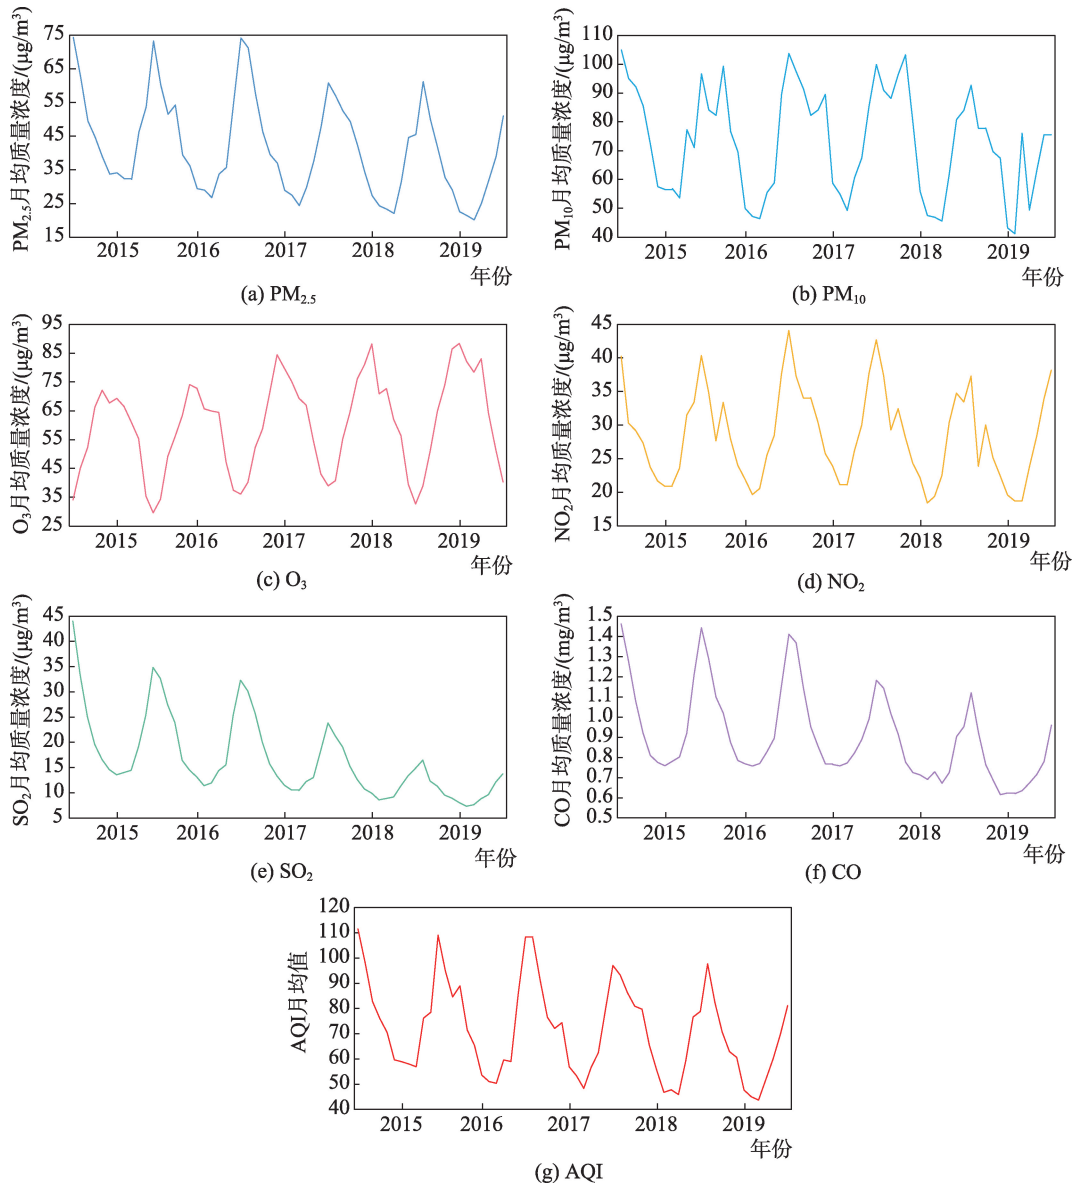 PM2.5月均质量浓度/(μg/m³)
75
65
55
45
35
25
15
2015 2016 2017 2018 2019
年份
(a) PM2.5
PM10月均质量浓度/(μg/m³)
110
100
90
80
70
60
50
40
2015 2016 2017 2018 2019
年份
(b) PM10
O3月均质量浓度/(μg/m³)
95
85
75
65
55
45
35
25
2015 2016 2017 2018 2019
年份
(c) O3
NO2月均质量浓度/(μg/m³)
45
40
35
30
25
20
15
2015 2016 2017 2018 2019
年份
(d) NO2
SO2月均质量浓度/(μg/m³)
45
40
35
30
25
20
15
10
5
2015 2016 2017 2018 2019
年份
(e) SO2
CO月均质量浓度/(mg/m³)
1.5
1.4
1.3
1.2
1.1
1.0
0.9
0.8
0.7
0.6
0.5
2015 2016 2017 2018 2019
年份
(f) CO
AQI月均值
120
110
100
90
80
70
60
50
40
2015 2016 2017 2018 2019
年份
(g) AQI